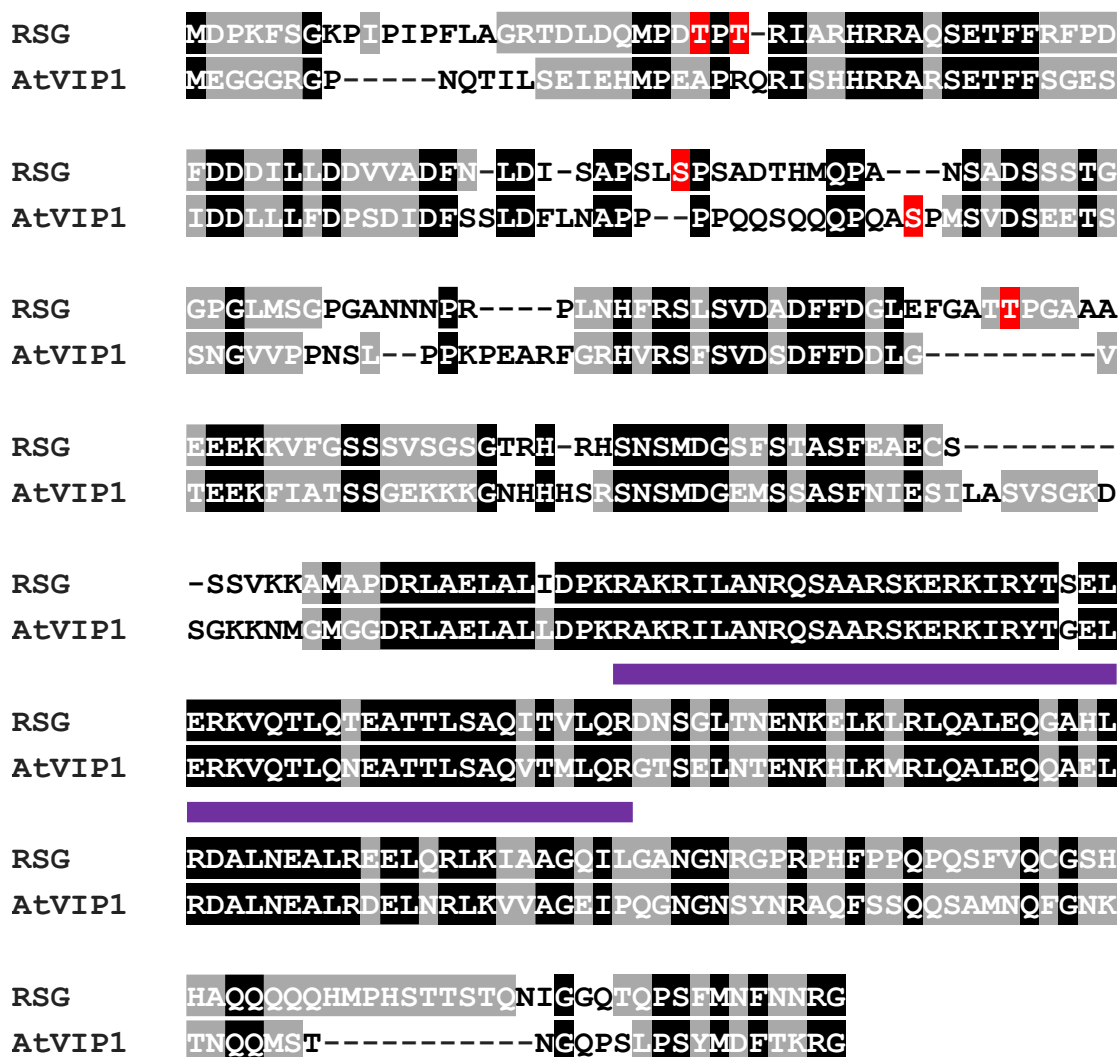 RSG MDPKFSGKPIPIPFLAGRTDLDQMPDTPT-RIARHRRAQSETFFRFPD
AtVIP1 MEGGGRGP-----NQTILSEIEHMPEAPRQRISHHRRARSETFFSGES
RSG FDDDILLDDVVADFN-LDI-SAPSLSPSADTHMQPA---NSADSSSTG
AtVIP1 IDDLLLFDPSDIDFSSLDFLNAPP--PPQQSQQQPQASPMSVDSEETS
RSG GPGLMSGPGANNNPR----PLNHFRSLSVDADFFDGLEFGATTPGAAA
AtVIP1 SNGVVPPNSL--PPKPEARFGRHVRSFSVDSDFFDDLG---------V
RSG EEEKKVFGSSSVSGSGTRH-RHSNSMDGSFSTASFEAECS--------
AtVIP1 TEEKFIATSSGEKKKGNHHHSRSNSMDGEMSSASFNIESILASVSGKD
RSG -SSVKKAMAPDRLAELALIDPKRAKRILANRQSAARSKERKIRYTSEL
AtVIP1 SGKKNMGMGGDRLAELALLDPKRAKRILANRQSAARSKERKIRYTGEL
RSG ERKVQTLQTEATTLSAQITVLQRDNSGLTNENKELKLRLQALEQGAHL
AtVIP1 ERKVQTLQNEATTLSAQVTMLQRGTSELNTENKHLKMRLQALEQQAEL
RSG RDALNEALREELQRLKIAAGQILGANGNRGPRPHFPPQPQSFVQCGSH
AtVIP1 RDALNEALRDELNRLKVVAGEIPQGNGNSYNRAQFSSQQSAMNQFGNK
RSG HAQQQQQHMPHSTTSTQNIGGQTQPSFMNFNNRG
AtVIP1 TNQQMST-----------NGQPSLPSYMDFTKRG